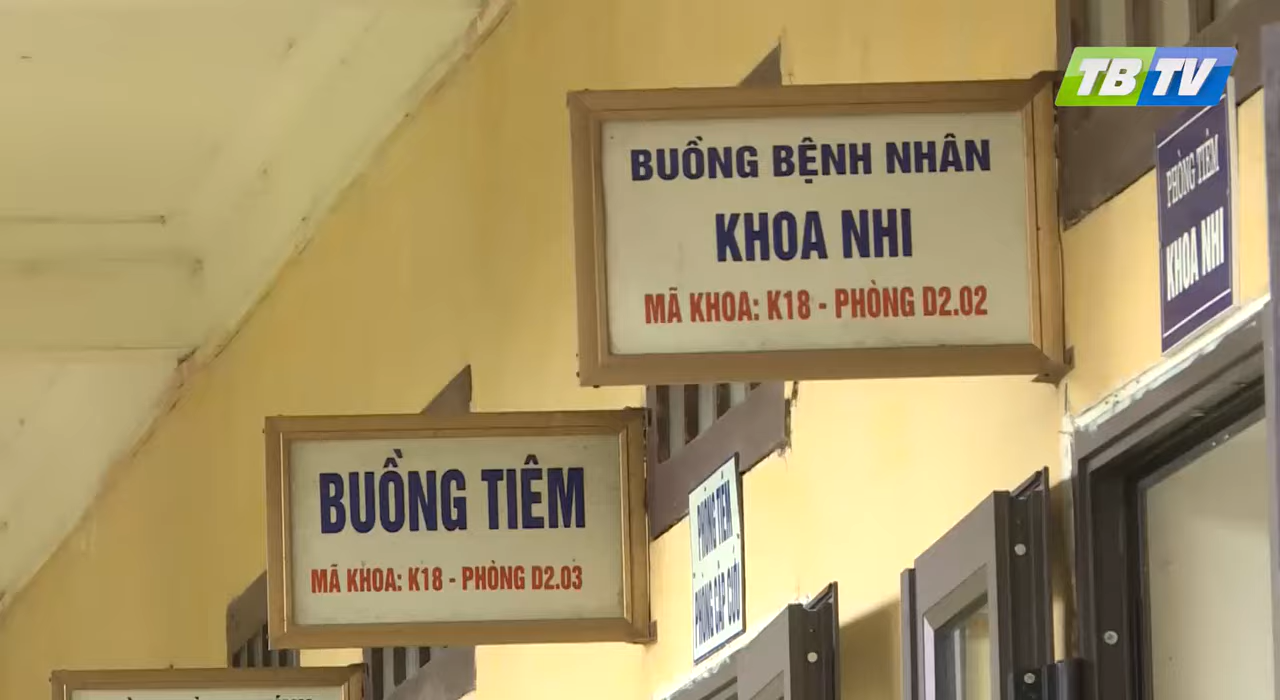 TBTV
BUỒNG BỆNH NHÂN
KHOA NHI
MÃ KHOA: K18 - PHÒNG D2.02
PHÒNG TIÊM
KHOA NHI
BUỒNG TIÊM
MÃ KHOA: K18 - PHÒNG D2.03
PHÒNG TIÊM
PHÒNG CẤP CỨU